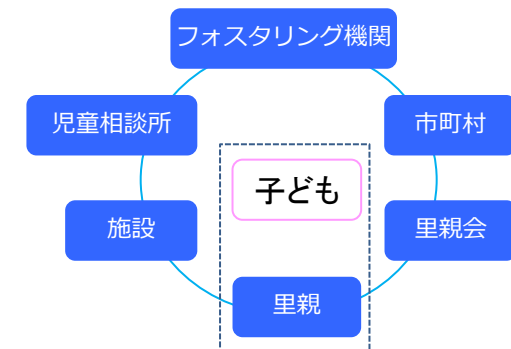 フォスタリング機関
児童相談所
市町村
子ども
施設
里親会
里親